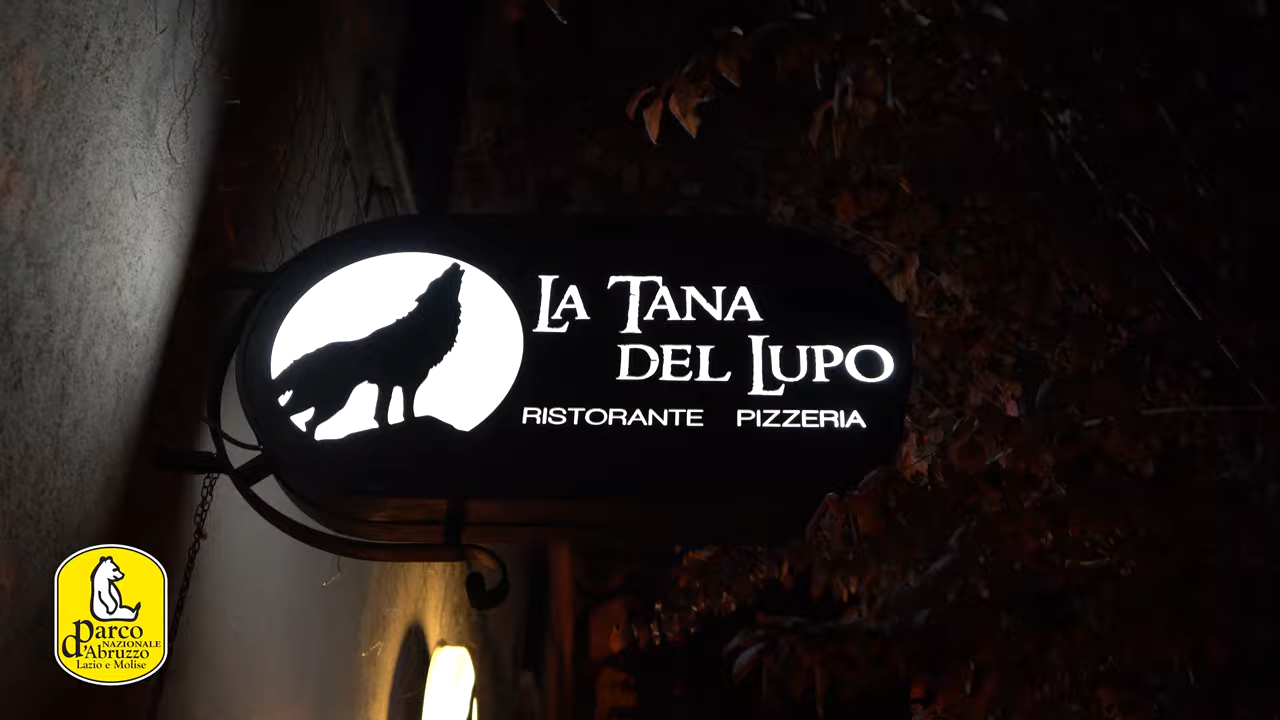 La Tana
del Lupo
RISTORANTE PIZZERIA
Parco
NAZIONALE
d'Abruzzo
Lazio e Molise